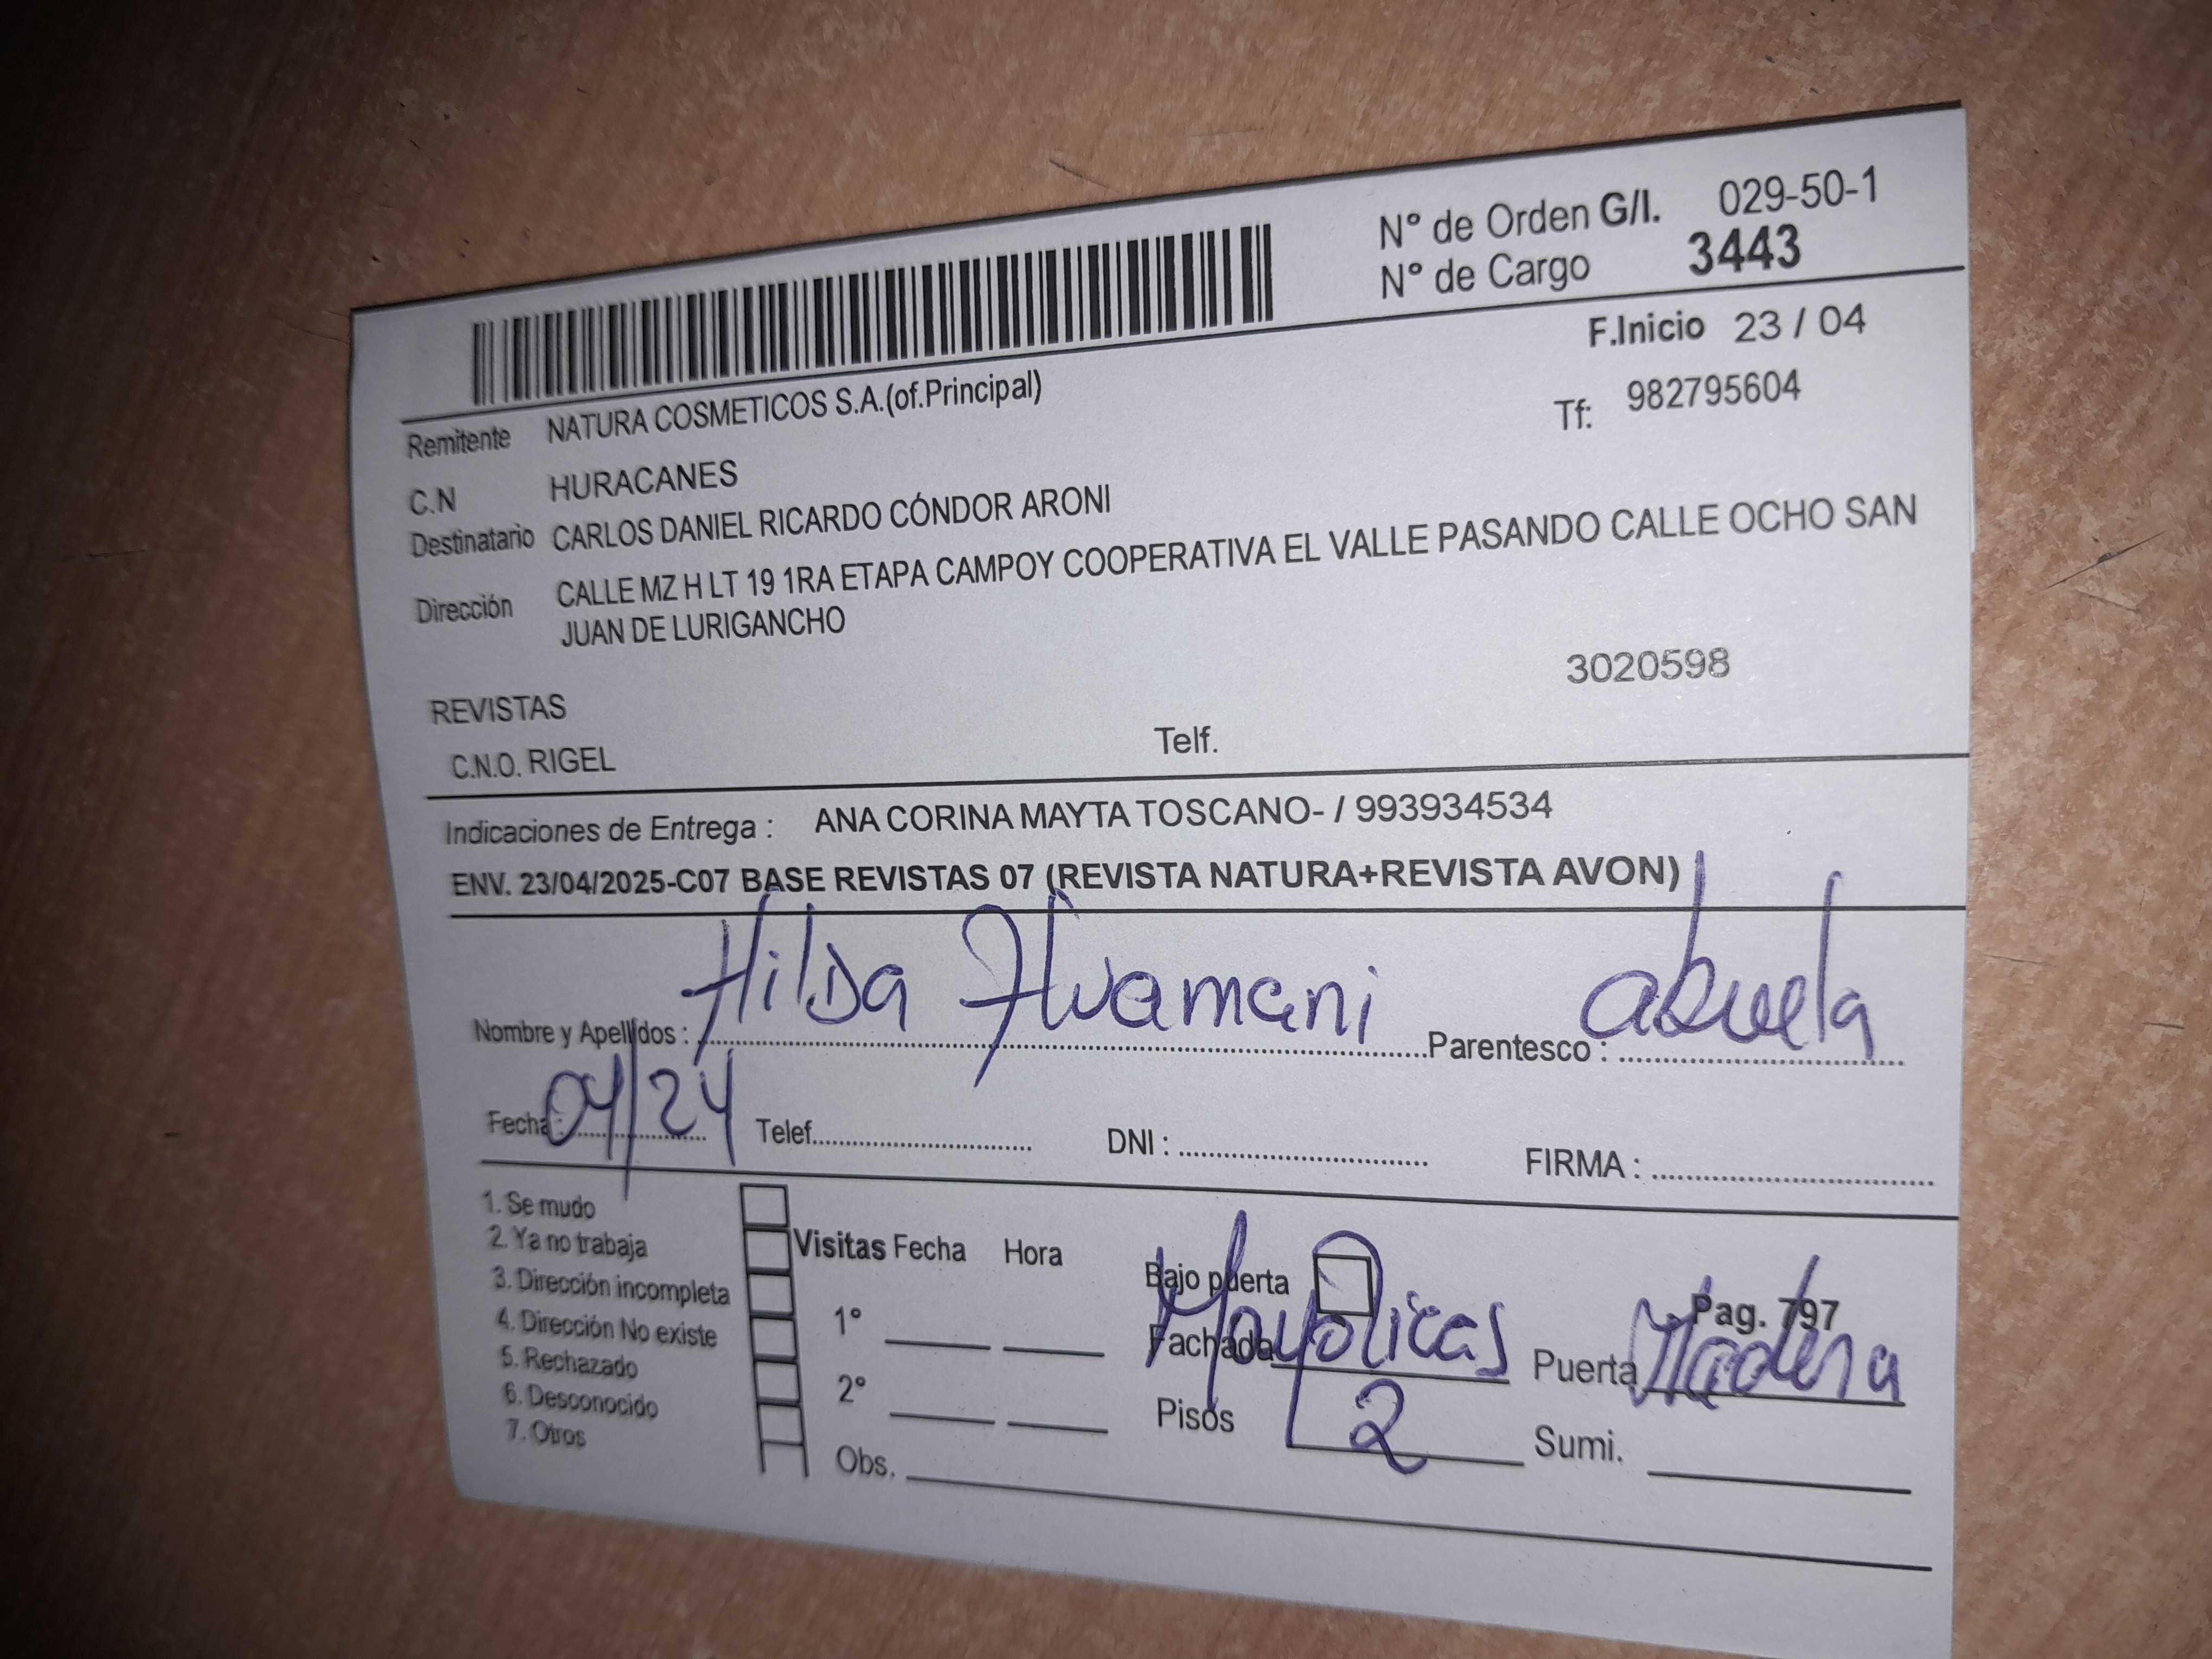 N° de Orden G/I. 029-50-1
N° de Cargo 3443
F.Inicio 23 / 04
Remitente NATURA COSMETICOS S.A.(of.Principal)
Tf: 982795604
C.N HURACANES
Destinatario CARLOS DANIEL RICARDO CÓNDOR ARONI
Dirección CALLE MZ H LT 19 1RA ETAPA CAMPOY COOPERATIVA EL VALLE PASANDO CALLE OCHO SAN
JUAN DE LURIGANCHO
3020598
REVISTAS
C.N.O. RIGEL Telf.
Indicaciones de Entrega : ANA CORINA MAYTA TOSCANO- / 993934534
ENV. 23/04/2025-C07 BASE REVISTAS 07 (REVISTA NATURA+REVISTA AVON)
Nombre y Apellidos : Hilda Huamani Parentesco : abuela
Fecha : 04/24 Telef. DNI : FIRMA :
1. Se mudo
2. Ya no trabaja
3. Dirección incompleta
4. Dirección No existe
5. Rechazado
6. Desconocido
7. Otros
Visitas Fecha Hora
1°
2°
Obs.
Bajo puerta
Pag. 797
Fachada Mayolicas Puerta Madera
Pisos 2 Sumi.